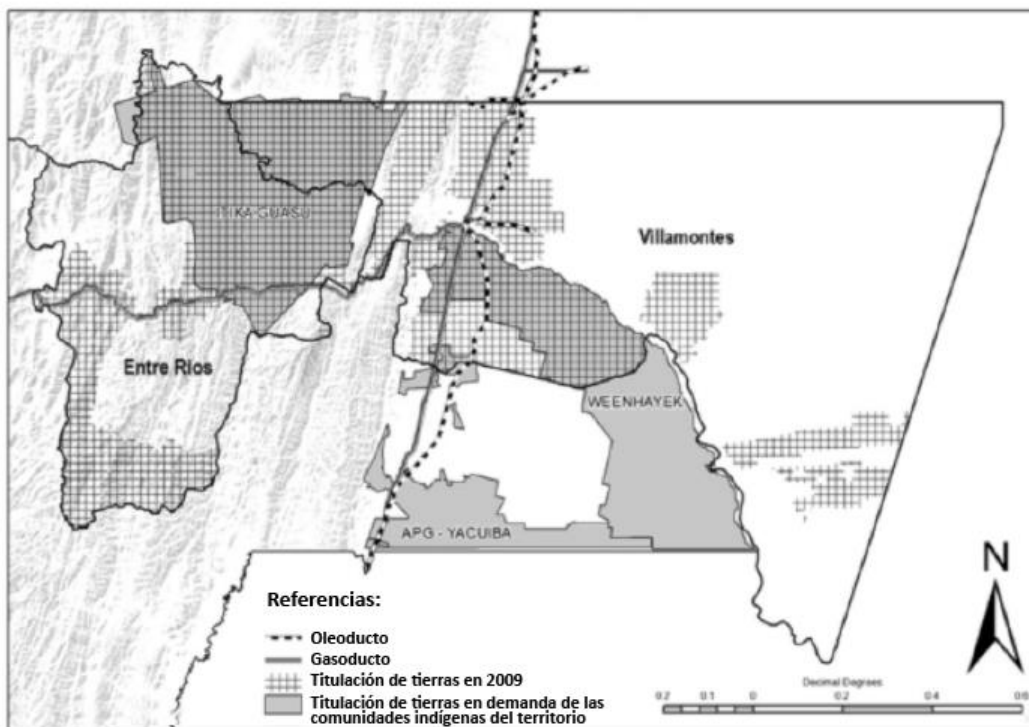 ITIKA GUASU
Villamontes
Entre Rios
WEENHAYEK
APG - YACUIBA
N
Referencias:
Oleoducto
Gasoducto
Titulación de tierras en 2009
Titulación de tierras en demanda de las
comunidades indígenas del territorio
Decimal Degrees
0.2 0.1 0 0.2 0.4 0.6